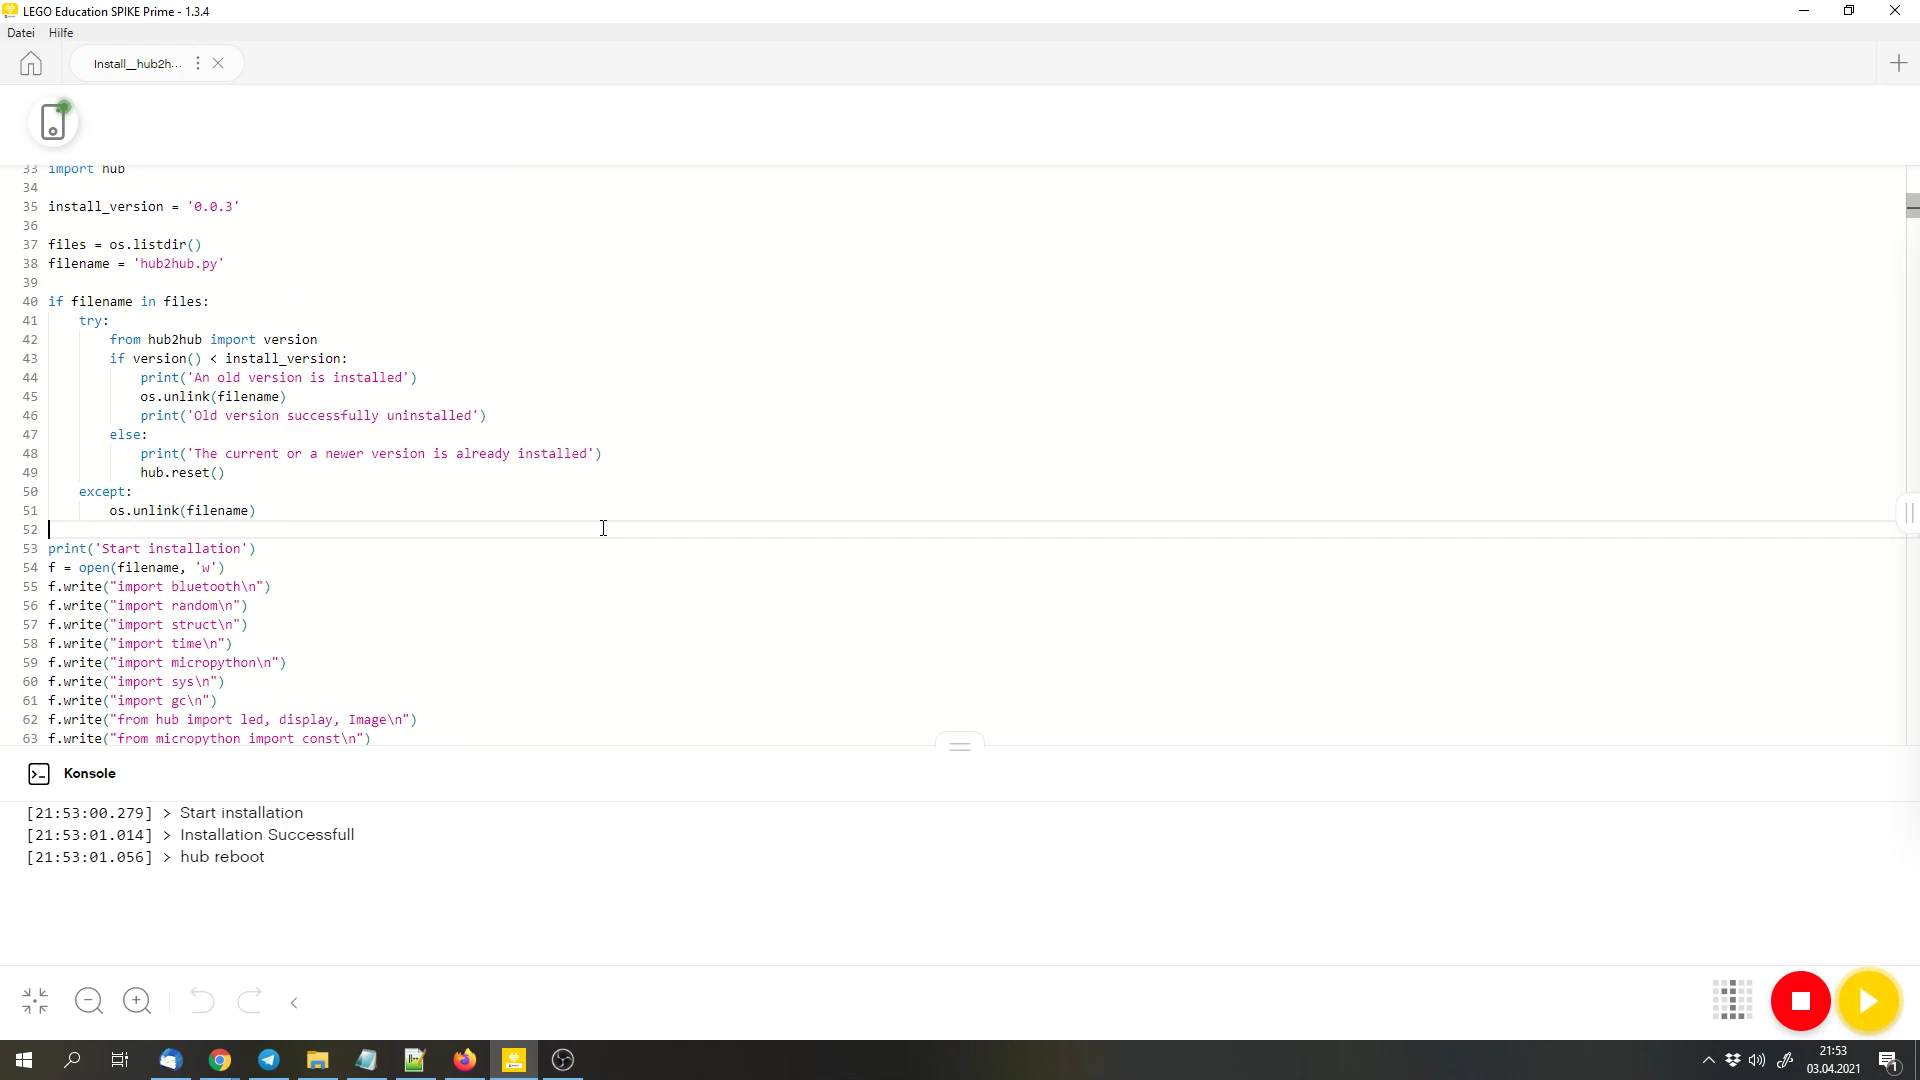 LEGO Education SPIKE Prime - 1.3.4
Datei Hilfe
Install_hub2h...
33 import hub
34
35 install_version = '0.0.3'
36
37 files = os.listdir()
38 filename = 'hub2hub.py'
39
40 if filename in files:
41 try:
42 from hub2hub import version
43 if version() < install_version:
44 print('An old version is installed')
45 os.unlink(filename)
46 print('Old version successfully uninstalled')
47 else:
48 print('The current or a newer version is already installed')
49 hub.reset()
50 except:
51 os.unlink(filename)
52
53 print('Start installation')
54 f = open(filename, 'w')
55 f.write("import bluetooth\n")
56 f.write("import random\n")
57 f.write("import struct\n")
58 f.write("import time\n")
59 f.write("import micropython\n")
60 f.write("import sys\n")
61 f.write("import gc\n")
62 f.write("from hub import led, display, Image\n")
63 f.write("from micropython import const\n")
Konsole
[21:53:00.279] > Start installation
[21:53:01.014] > Installation Successfull
[21:53:01.056] > hub reboot
21:53
03.04.2021
1